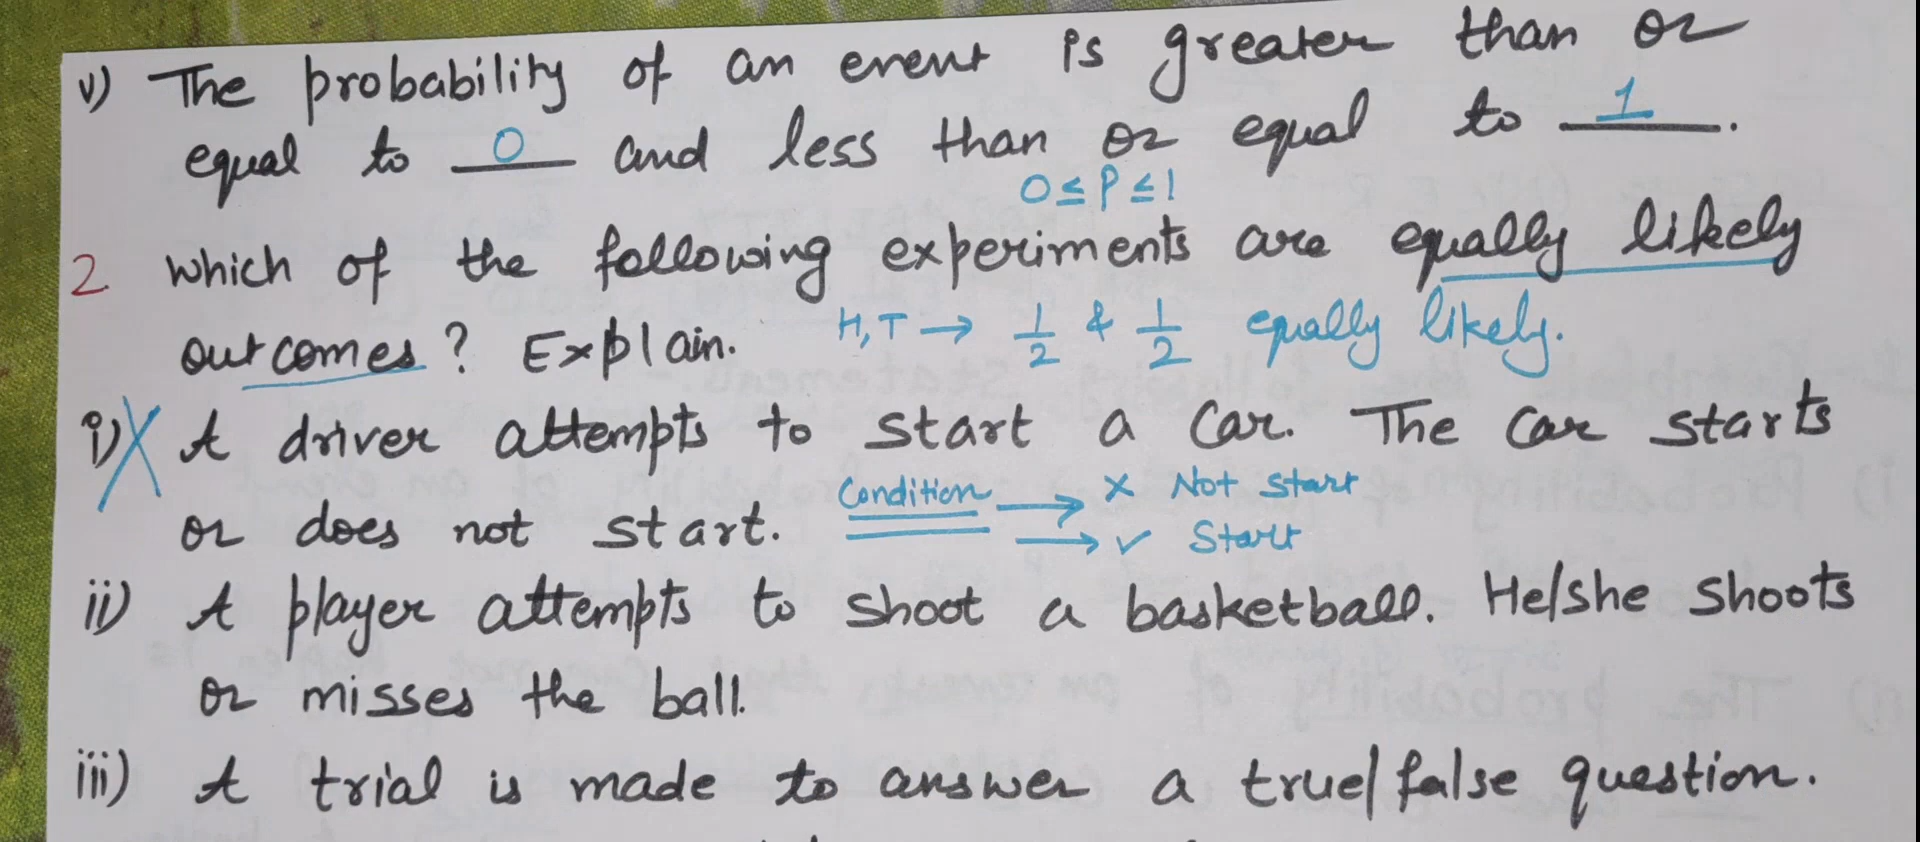 v) The probability of an event is greater than or
equal to 0 and less than or equal to 1.
0 ≤ P ≤ 1
2. Which of the following experiments are equally likely
outcomes? Explain. H, T → 1/2 & 1/2 equally likely.
i) X A driver attempts to start a car. The car starts
or does not start. Condition → X Not start
→ ✓ Start
ii) A player attempts to shoot a basketball. He/she shoots
or misses the ball.
iii) A trial is made to answer a true/false question.